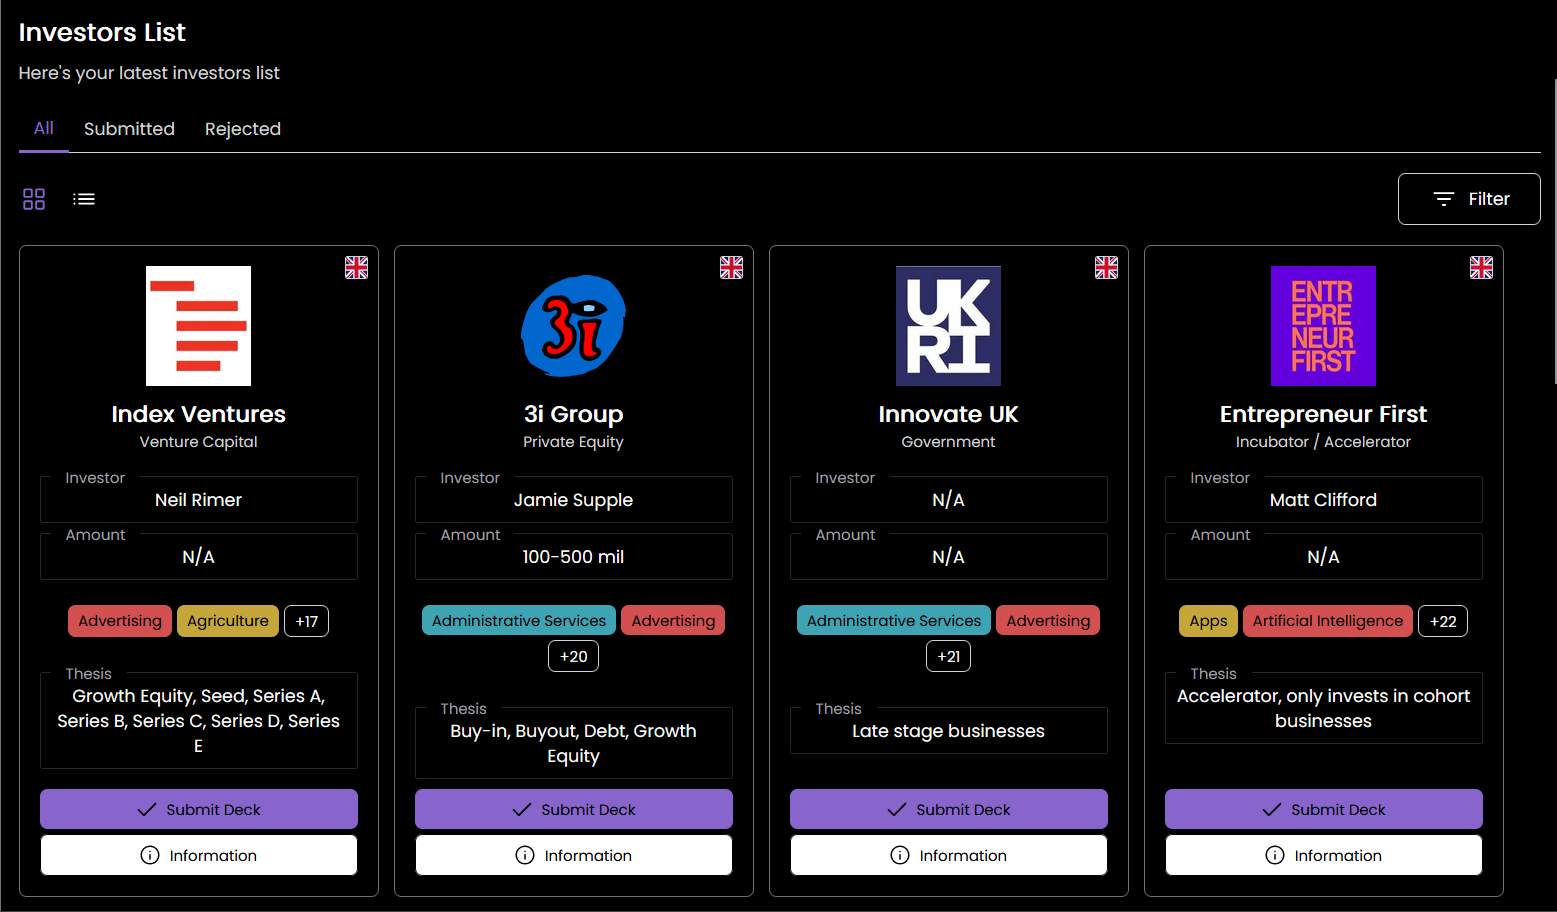 Investors List
Here's your latest investors list
All
Submitted
Rejected
Filter
Index Ventures
Venture Capital
Investor
Neil Rimer
Amount
N/A
Advertising
Agriculture
+17
Thesis
Growth Equity, Seed, Series A,
Series B, Series C, Series D, Series
E
Submit Deck
Information
3i
3i Group
Private Equity
Investor
Jamie Supple
Amount
100-500 mil
Administrative Services
Advertising
+20
Thesis
Buy-in, Buyout, Debt, Growth
Equity
Submit Deck
Information
UK
RI
Innovate UK
Government
Investor
N/A
Amount
N/A
Administrative Services
Advertising
+21
Thesis
Late stage businesses
Submit Deck
Information
ENTR
EPRE
NEUR
FIRST
Entrepreneur First
Incubator / Accelerator
Investor
Matt Clifford
Amount
N/A
Apps
Artificial Intelligence
+22
Thesis
Accelerator, only invests in cohort
businesses
Submit Deck
Information